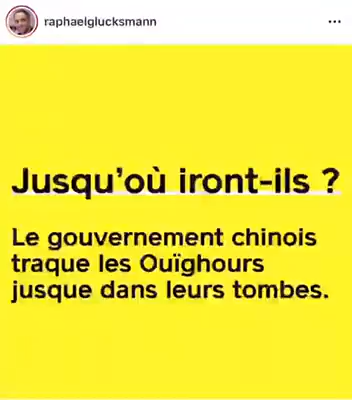 raphaelglucksmann
Jusqu'où iront-ils ?
Le gouvernement chinois
traque les Ouïghours
jusque dans leurs tombes.